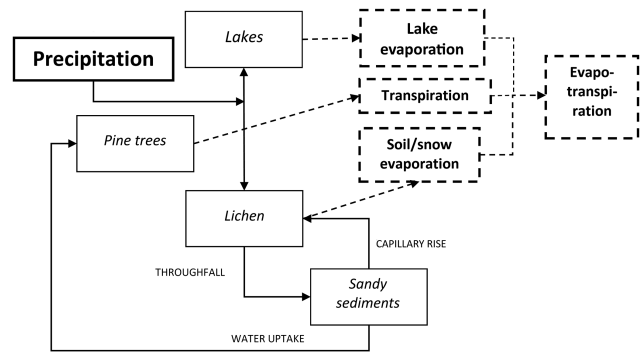 Lakes
Lake
evaporation
Precipitation
Evapo-
transpi-
ration
Transpiration
Pine trees
Soil/snow
evaporation
Lichen
CAPILLARY RISE
THROUGHFALL
Sandy
sediments
WATER UPTAKE